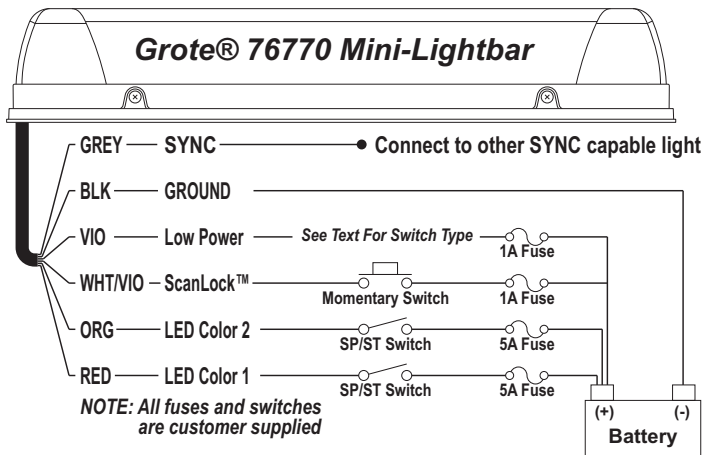 Grote® 76770 Mini-Lightbar
GREY SYNC Connect to other SYNC capable light
BLK GROUND
VIO Low Power See Text For Switch Type 1A Fuse
WHT/VIO ScanLock™ Momentary Switch 1A Fuse
ORG LED Color 2 SP/ST Switch 5A Fuse
RED LED Color 1 SP/ST Switch 5A Fuse
NOTE: All fuses and switches
are customer supplied
(+) (-)
Battery